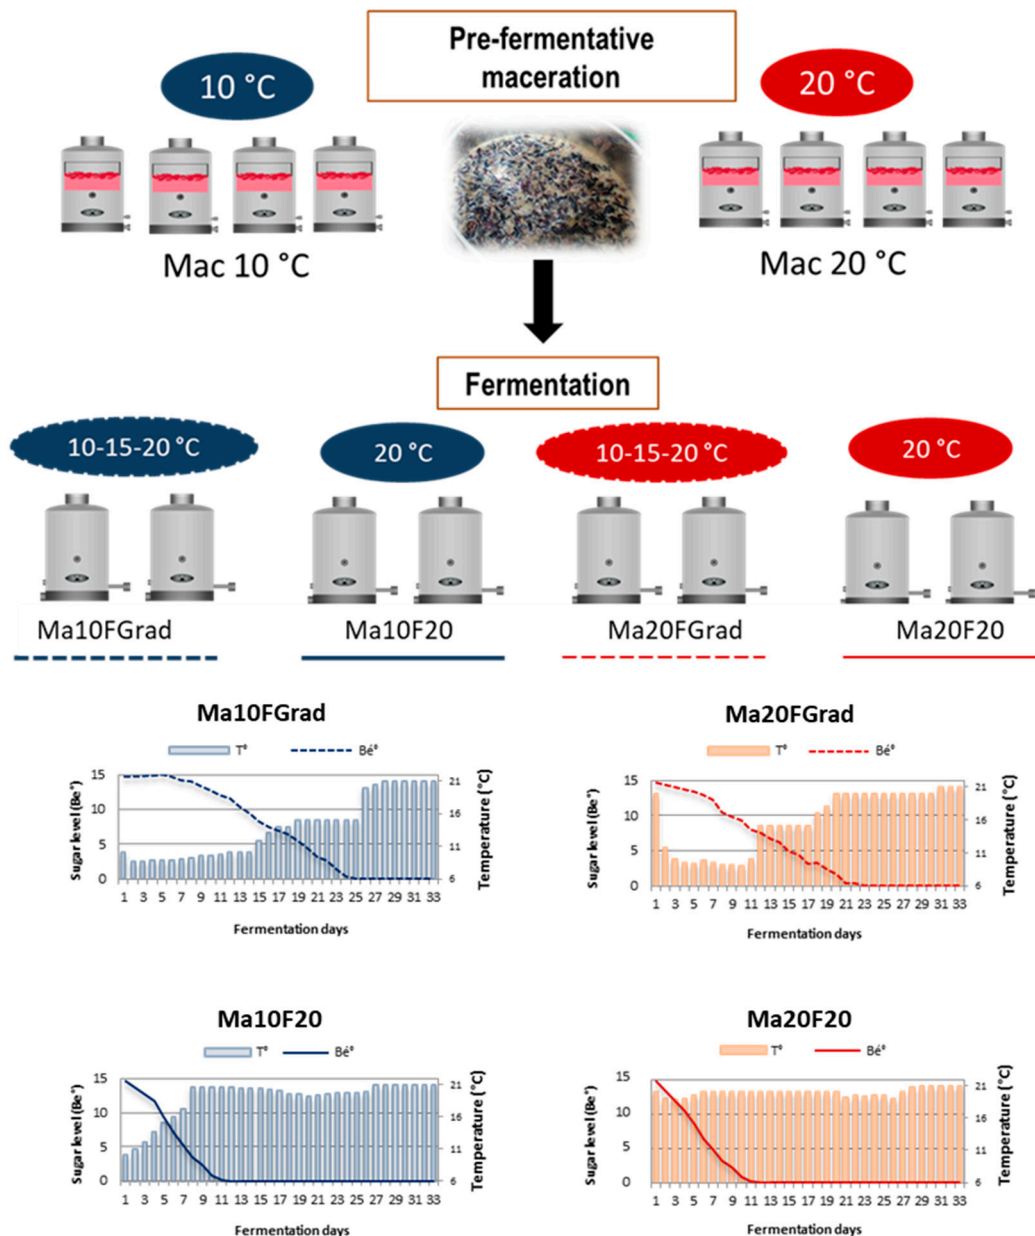 Pre-fermentative
maceration
10 °C
20 °C
Mac 10 °C
Mac 20 °C
Fermentation
10-15-20 °C
20 °C
10-15-20 °C
20 °C
Ma10FGrad
Ma10F20
Ma20FGrad
Ma20F20
Ma10FGrad
T°
Bé°
Sugar level (Be°)
15
10
5
0
Temperature (°C)
21
16
11
6
1 3 5 7 9 11 13 15 17 19 21 23 25 27 29 31 33
Fermentation days
Ma20FGrad
T°
Bé°
Sugar level (Be°)
15
10
5
0
Temperature (°C)
21
16
11
6
1 3 5 7 9 11 13 15 17 19 21 23 25 27 29 31 33
Fermentation days
Ma10F20
T°
Bé°
Sugar level (Be°)
15
10
5
0
Temperature (°C)
21
16
11
6
1 3 5 7 9 11 13 15 17 19 21 23 25 27 29 31 33
Fermentation days
Ma20F20
T°
Bé°
Sugar level (Be°)
15
10
5
0
Temperature (°C)
21
16
11
6
1 3 5 7 9 11 13 15 17 19 21 23 25 27 29 31 33
Fermentation days